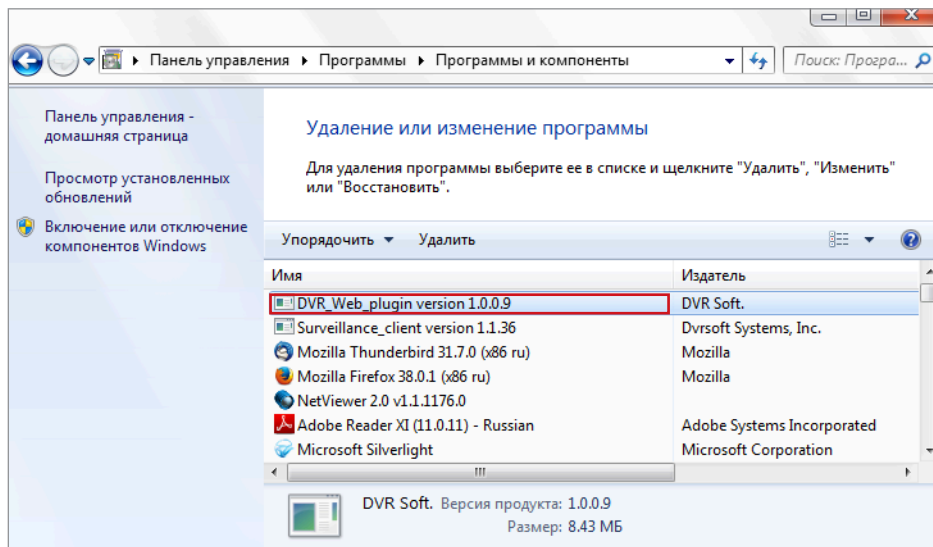 Панель управления Программы Программы и компоненты Поиск: Програ...
Панель управления -
домашняя страница
Просмотр установленных
обновлений
Включение или отключение
компонентов Windows
Удаление или изменение программы
Для удаления программы выберите ее в списке и щелкните "Удалить", "Изменить"
или "Восстановить".
Упорядочить Удалить
Имя Издатель
DVR_Web_plugin version 1.0.0.9 DVR Soft.
Surveillance_client version 1.1.36 Dvrsoft Systems, Inc.
Mozilla Thunderbird 31.7.0 (x86 ru) Mozilla
Mozilla Firefox 38.0.1 (x86 ru) Mozilla
NetViewer 2.0 v1.1.1176.0
Adobe Reader XI (11.0.11) - Russian Adobe Systems Incorporated
Microsoft Silverlight Microsoft Corporation
DVR Soft. Версия продукта: 1.0.0.9
Размер: 8.43 МБ